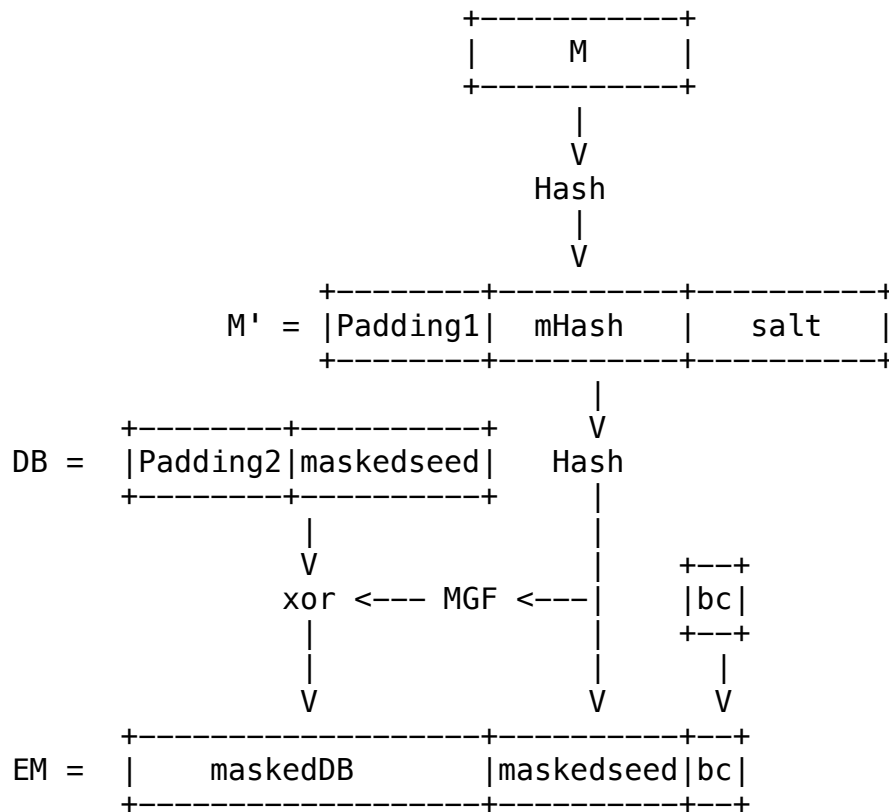 +-----------+
|     M     |
+-----------+
|
V
Hash
|
V
+--------+----------+----------+
M' = |Padding1|  mHash   |   salt   |
+--------+----------+----------+
|
+--------+----------+     V
DB =  |Padding2|maskedseed|   Hash
+--------+----------+     |
|               |
V               |    +--+
xor <--- MGF <---|    |bc|
|               |    +--+
|               |      |
V               V      V
+-------------------+----------+--+
EM =  |    maskedDB       |maskedseed|bc|
+-------------------+----------+--+